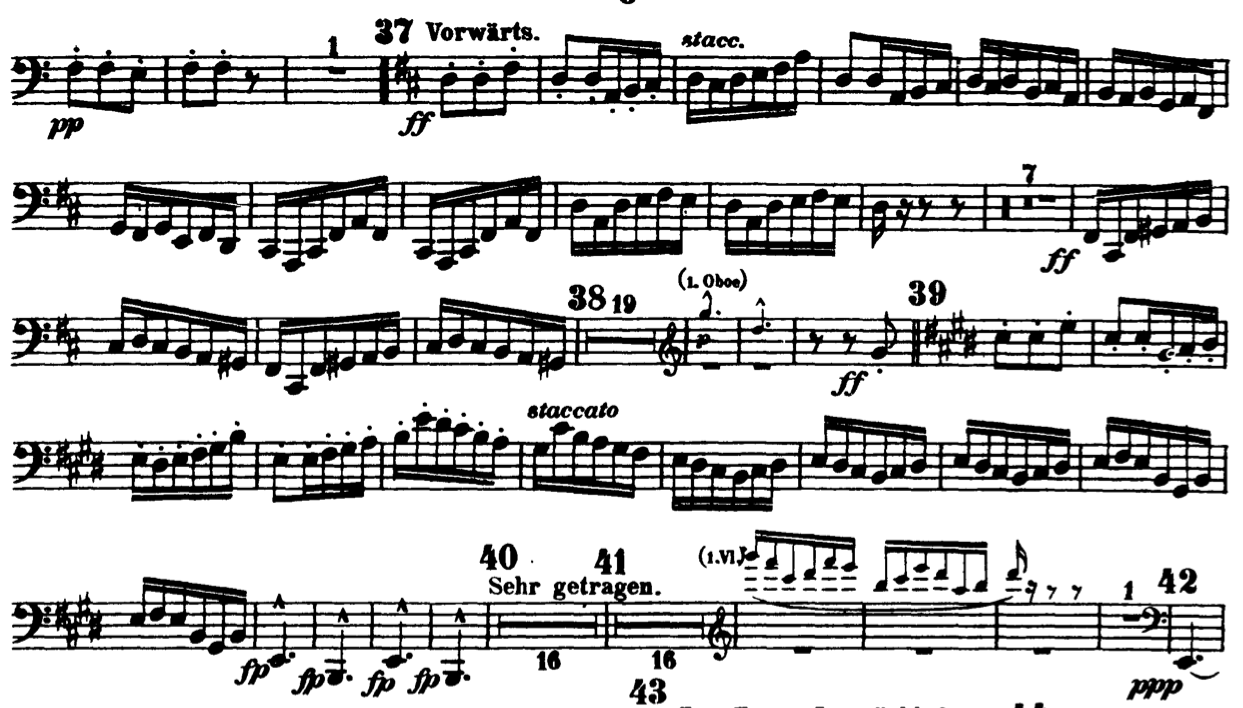 37 Vorwärts.
1
stacc.
pp
ff
7
ff
38 19
(1. Oboe)
39
p
ff
staccato
40
41
(1.Vl.)
Sehr getragen.
1
42
fp fp fp fp
16
16
ppp
43